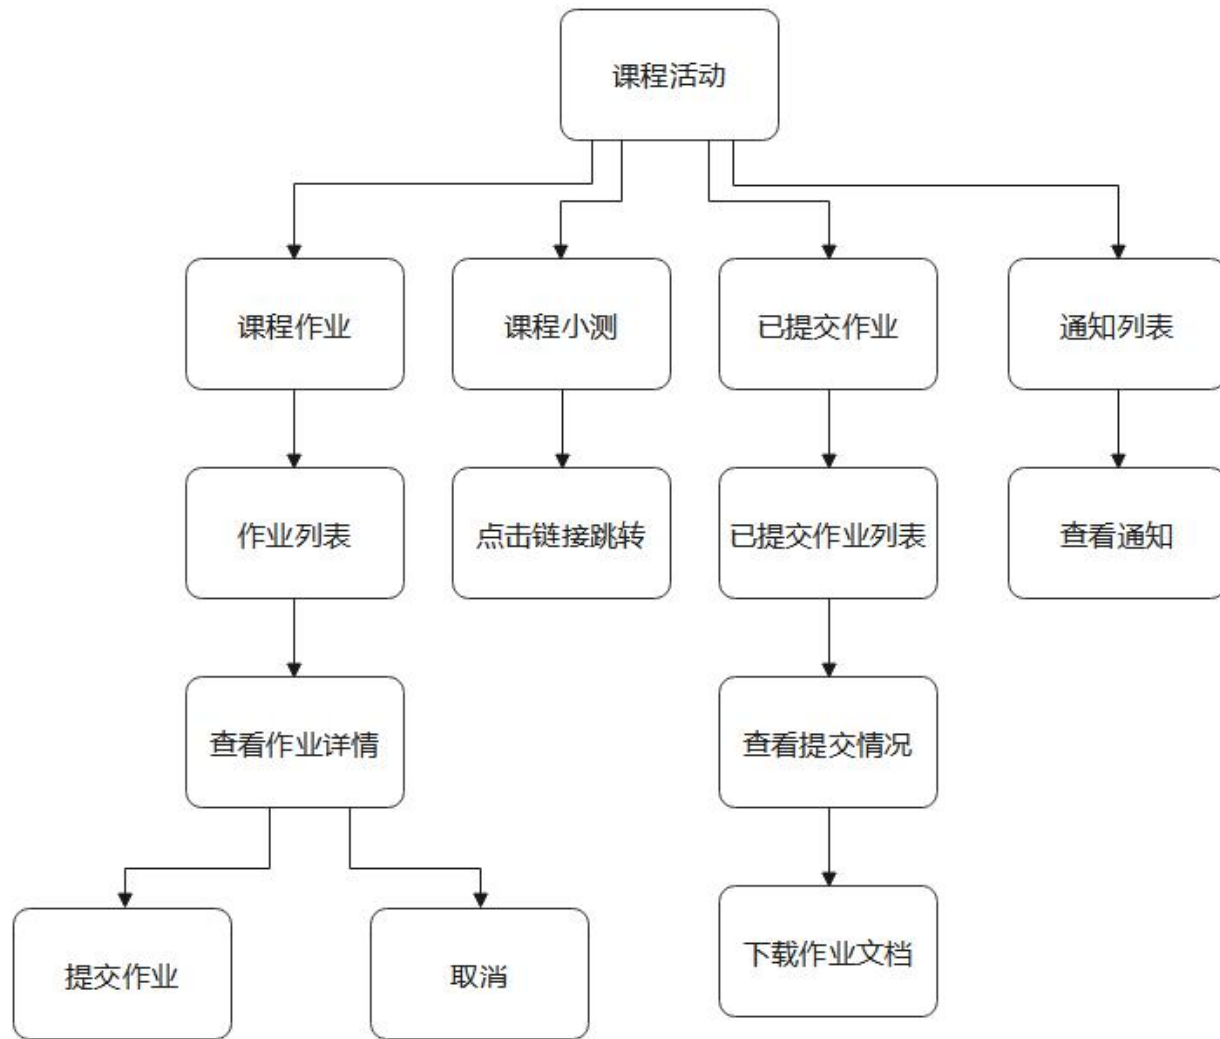 课程活动
课程作业
课程小测
已提交作业
通知列表
作业列表
点击链接跳转
已提交作业列表
查看通知
查看作业详情
查看提交情况
提交作业
取消
下载作业文档